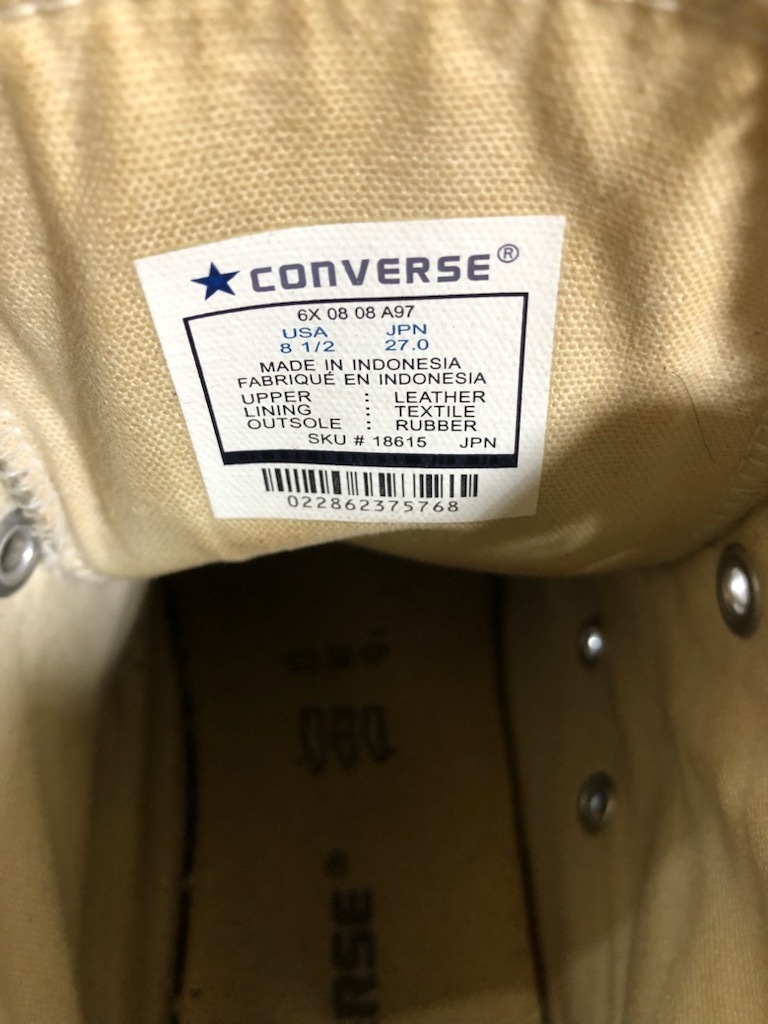 ★ CONVERSE®
6X 08 08 A97
USA JPN
8 1/2 27.0
MADE IN INDONESIA
FABRIQUÉ EN INDONESIA
UPPER : LEATHER
LINING : TEXTILE
OUTSOLE : RUBBER
SKU # 18615 JPN
022862375768
RSE®